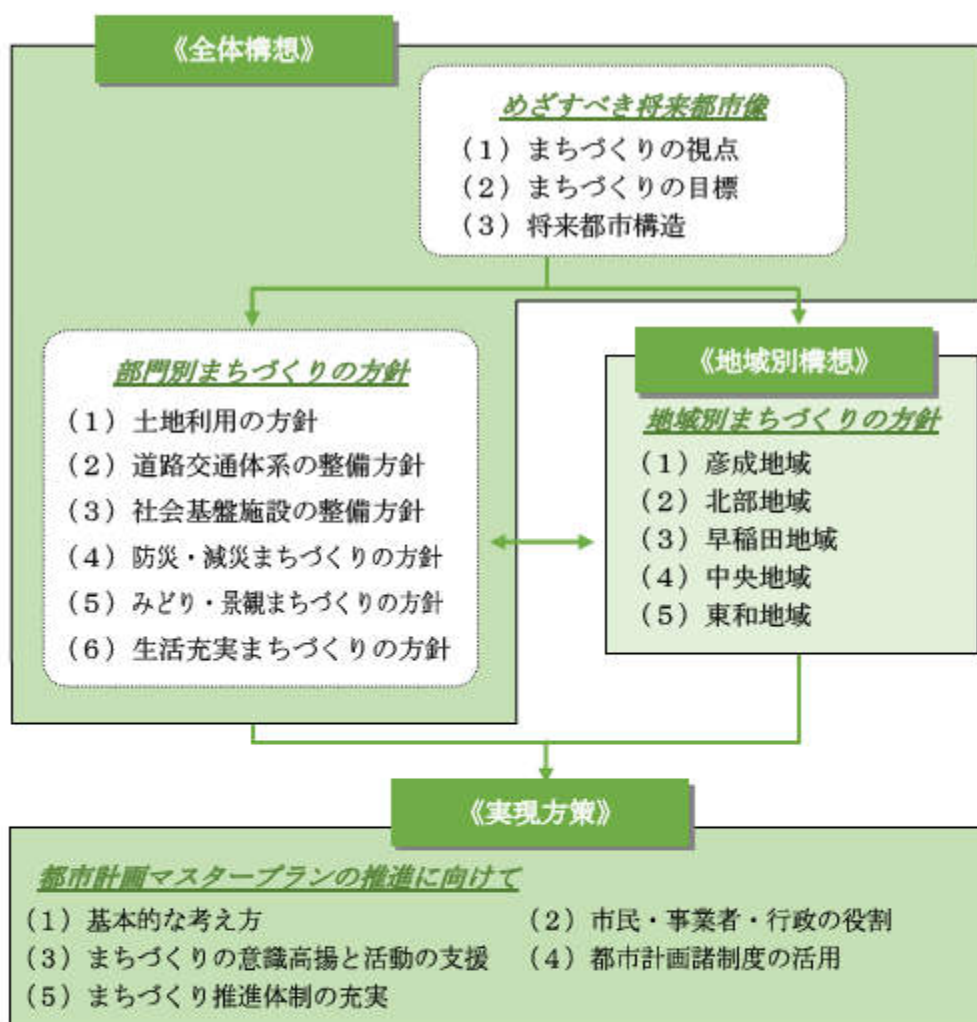 《全体構想》
めざすべき将来都市像
（１）まちづくりの視点
（２）まちづくりの目標
（３）将来都市構造
部門別まちづくりの方針
（１）土地利用の方針
（２）道路交通体系の整備方針
（３）社会基盤施設の整備方針
（４）防災・減災まちづくりの方針
（５）みどり・景観まちづくりの方針
（６）生活充実まちづくりの方針
《地域別構想》
地域別まちづくりの方針
（１）彦成地域
（２）北部地域
（３）早稲田地域
（４）中央地域
（５）東和地域
《実現方策》
都市計画マスタープランの推進に向けて
（１）基本的な考え方
（２）市民・事業者・行政の役割
（３）まちづくりの意識高揚と活動の支援
（４）都市計画諸制度の活用
（５）まちづくり推進体制の充実